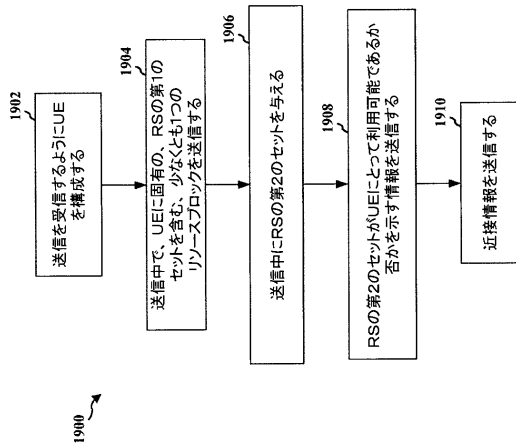 1900
1902
送信を受信するようにUE
を構成する
1904
送信中で、UEに固有の、RSの第1の
セットを含む、少なくとも1つの
リソースブロックを送信する
1906
送信中にRSの第2のセットを与える
1908
RSの第2のセットがUEにとって利用可能であるか
否かを示す情報を送信する
1910
近接情報を送信する